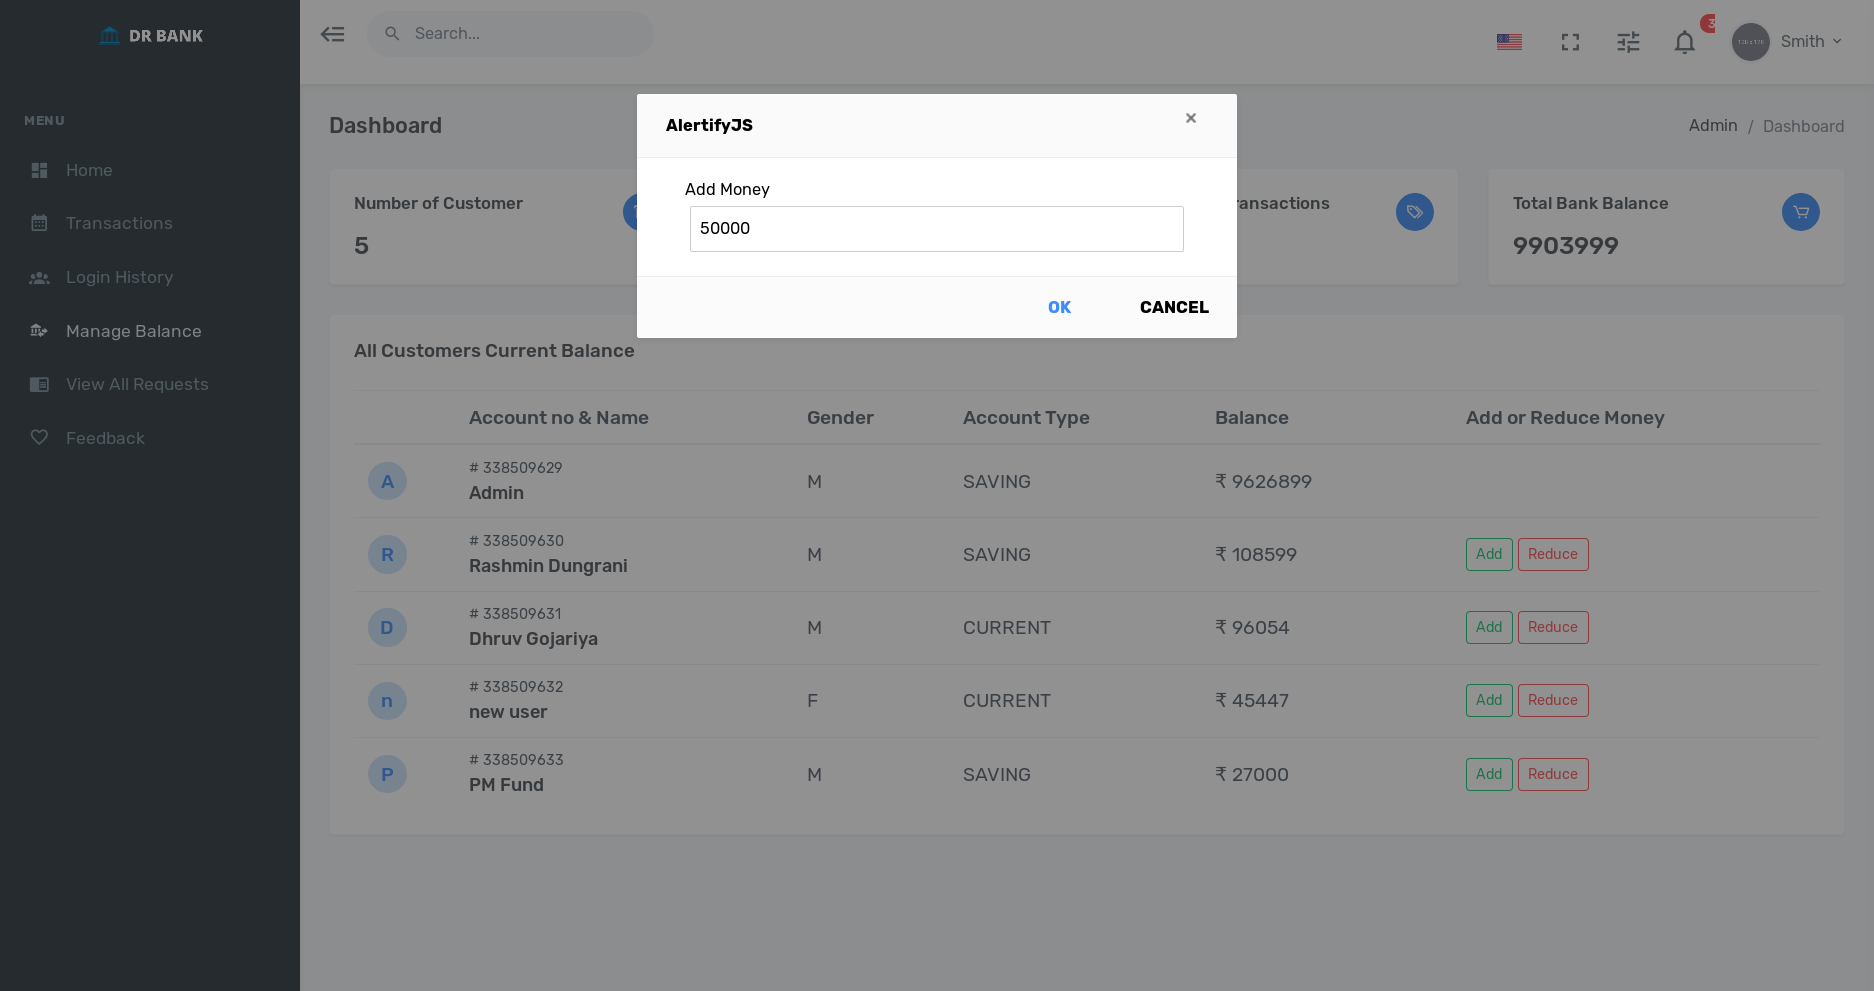 DR BANK
Search...
3
Smith
MENU
Home
Transactions
Login History
Manage Balance
View All Requests
Feedback
Dashboard
Admin / Dashboard
AlertifyJS
×
Add Money
50000
OK
CANCEL
Number of Customer
5
Total Bank Balance
9903999
All Customers Current Balance
Account no & Name Gender Account Type Balance Add or Reduce Money
A
# 338509629
Admin
M SAVING ₹ 9626899
R
# 338509630
Rashmin Dungrani
M SAVING ₹ 108599 Add Reduce
D
# 338509631
Dhruv Gojariya
M CURRENT ₹ 96054 Add Reduce
n
# 338509632
new user
F CURRENT ₹ 45447 Add Reduce
P
# 338509633
PM Fund
M SAVING ₹ 27000 Add Reduce